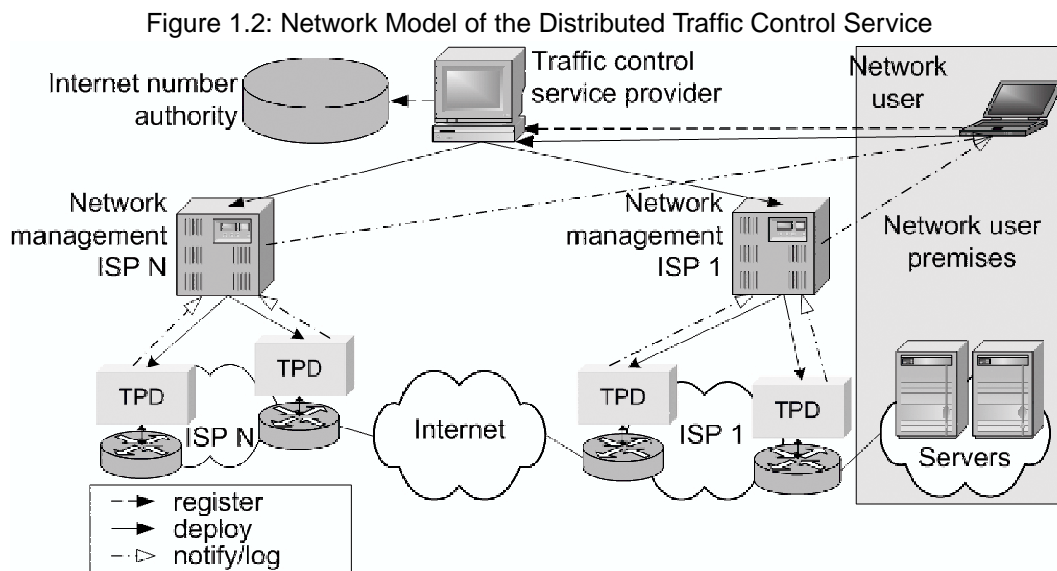 Figure 1.2: Network Model of the Distributed Traffic Control Service
Internet number
authority
Traffic control
service provider
Network
user
Network
management
ISP N
Network
management
ISP 1
Network user
premises
TPD
TPD
TPD
TPD
ISP N
Internet
ISP 1
Servers
register
deploy
notify/log